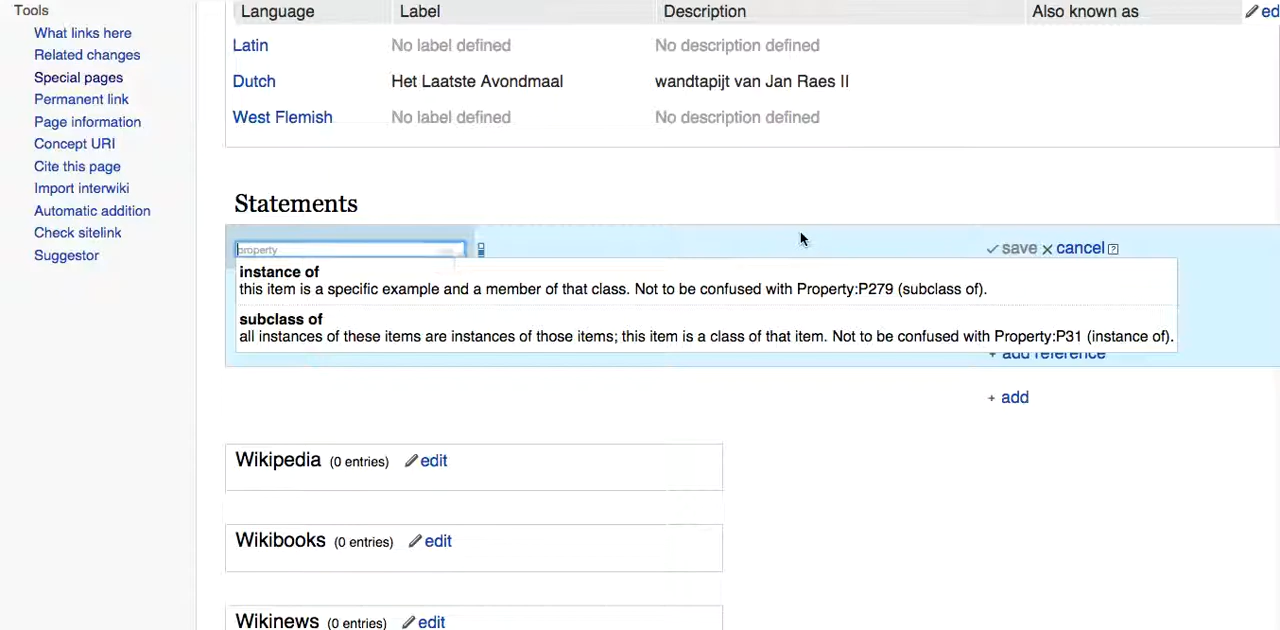 Tools
What links here
Related changes
Special pages
Permanent link
Page information
Concept URI
Cite this page
Import interwiki
Automatic addition
Check sitelink
Suggestor
Language Label Description Also known as ed
Latin No label defined No description defined
Dutch Het Laatste Avondmaal wandtapijt van Jan Raes II
West Flemish No label defined No description defined
Statements
property save cancel [?]
instance of
this item is a specific example and a member of that class. Not to be confused with Property:P279 (subclass of).
subclass of
all instances of these items are instances of those items; this item is a class of that item. Not to be confused with Property:P31 (instance of).
+ add reference
+ add
Wikipedia (0 entries) edit
Wikibooks (0 entries) edit
Wikinews (0 entries) edit